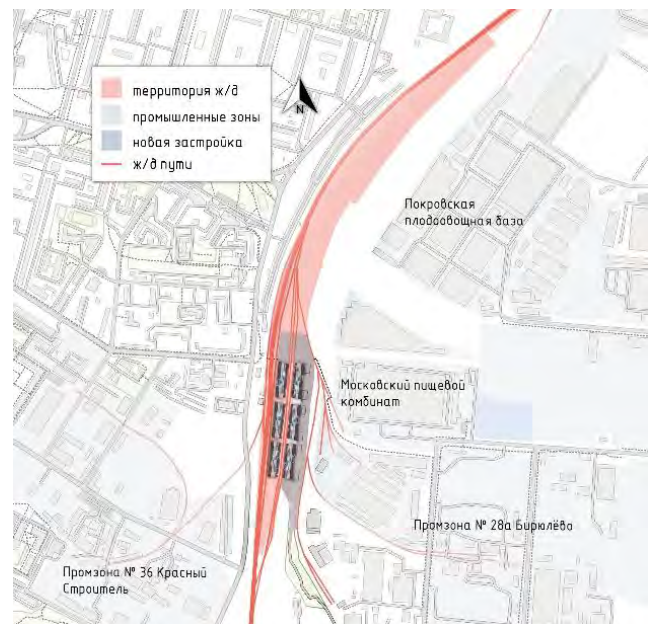 территория ж/д
N
промышленные зоны
новая застройка
ж/д пути
Покровская
плодоовощная база
Московский пищевой
комбинат
Промзона № 28а Бирюлёво
Промзона № 36 Красный
Строитель